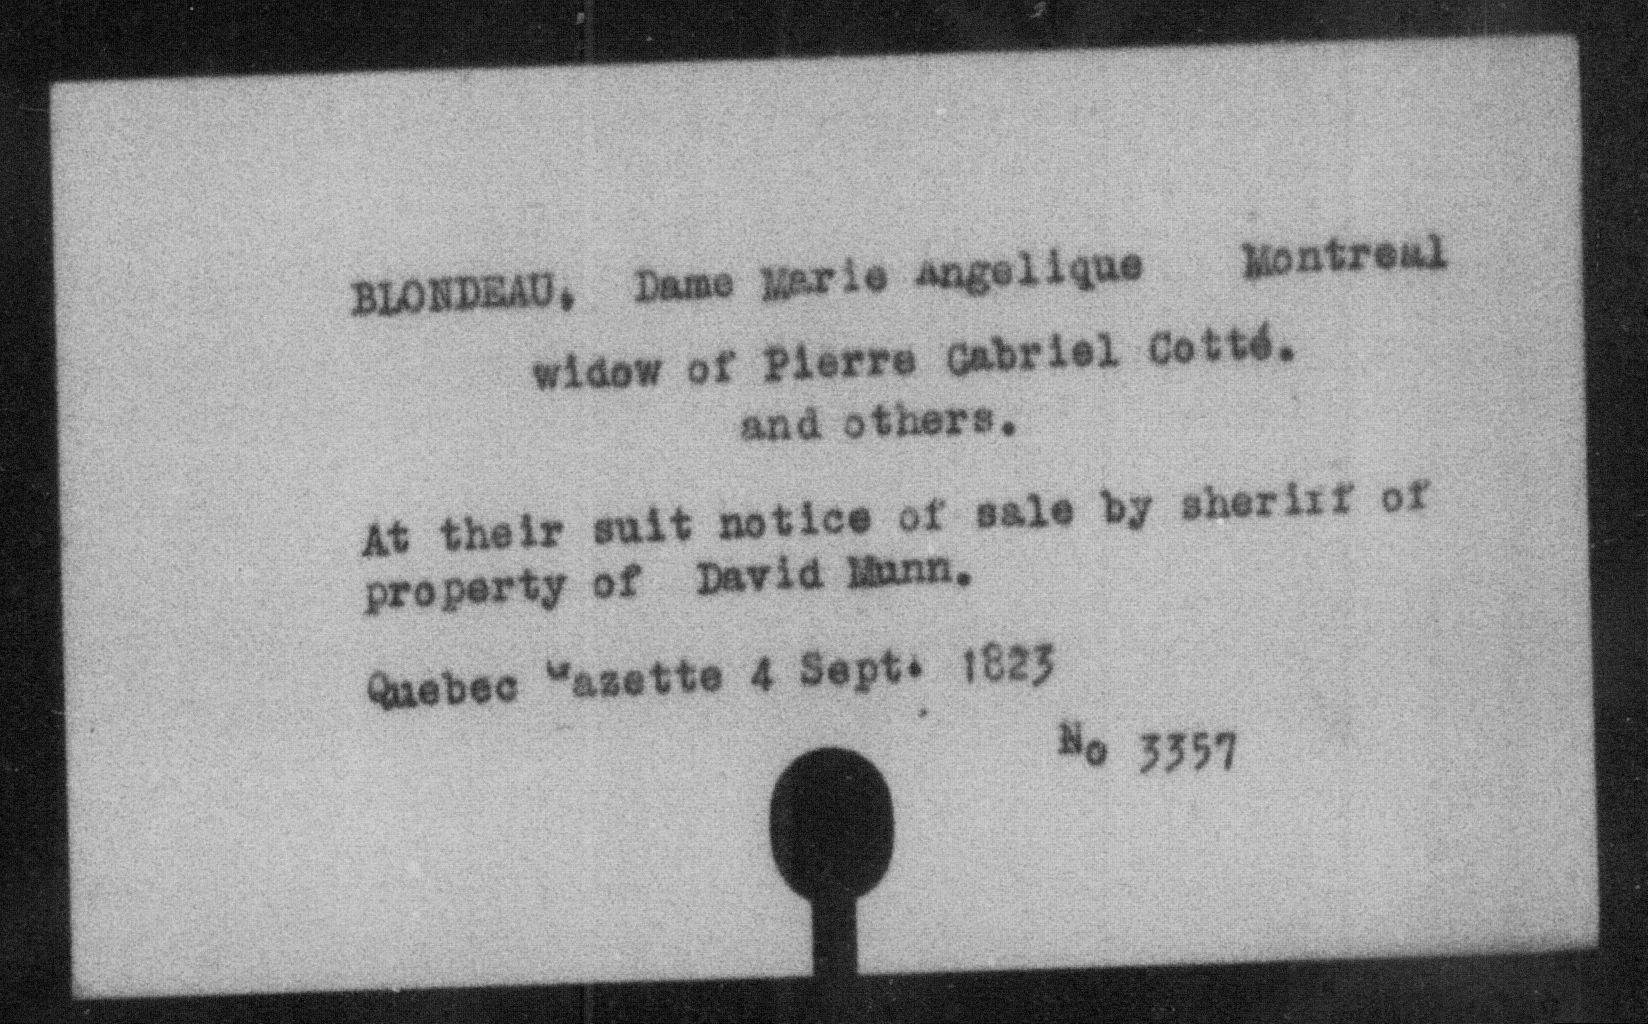 BLONDEAU, Dame Marie Angelique Montreal
widow of Pierre Gabriel Cotté.
and others.
At their suit notice of sale by sheriff of
property of David Munn.
Quebec Gazette 4 Sept. 1823
No 3357